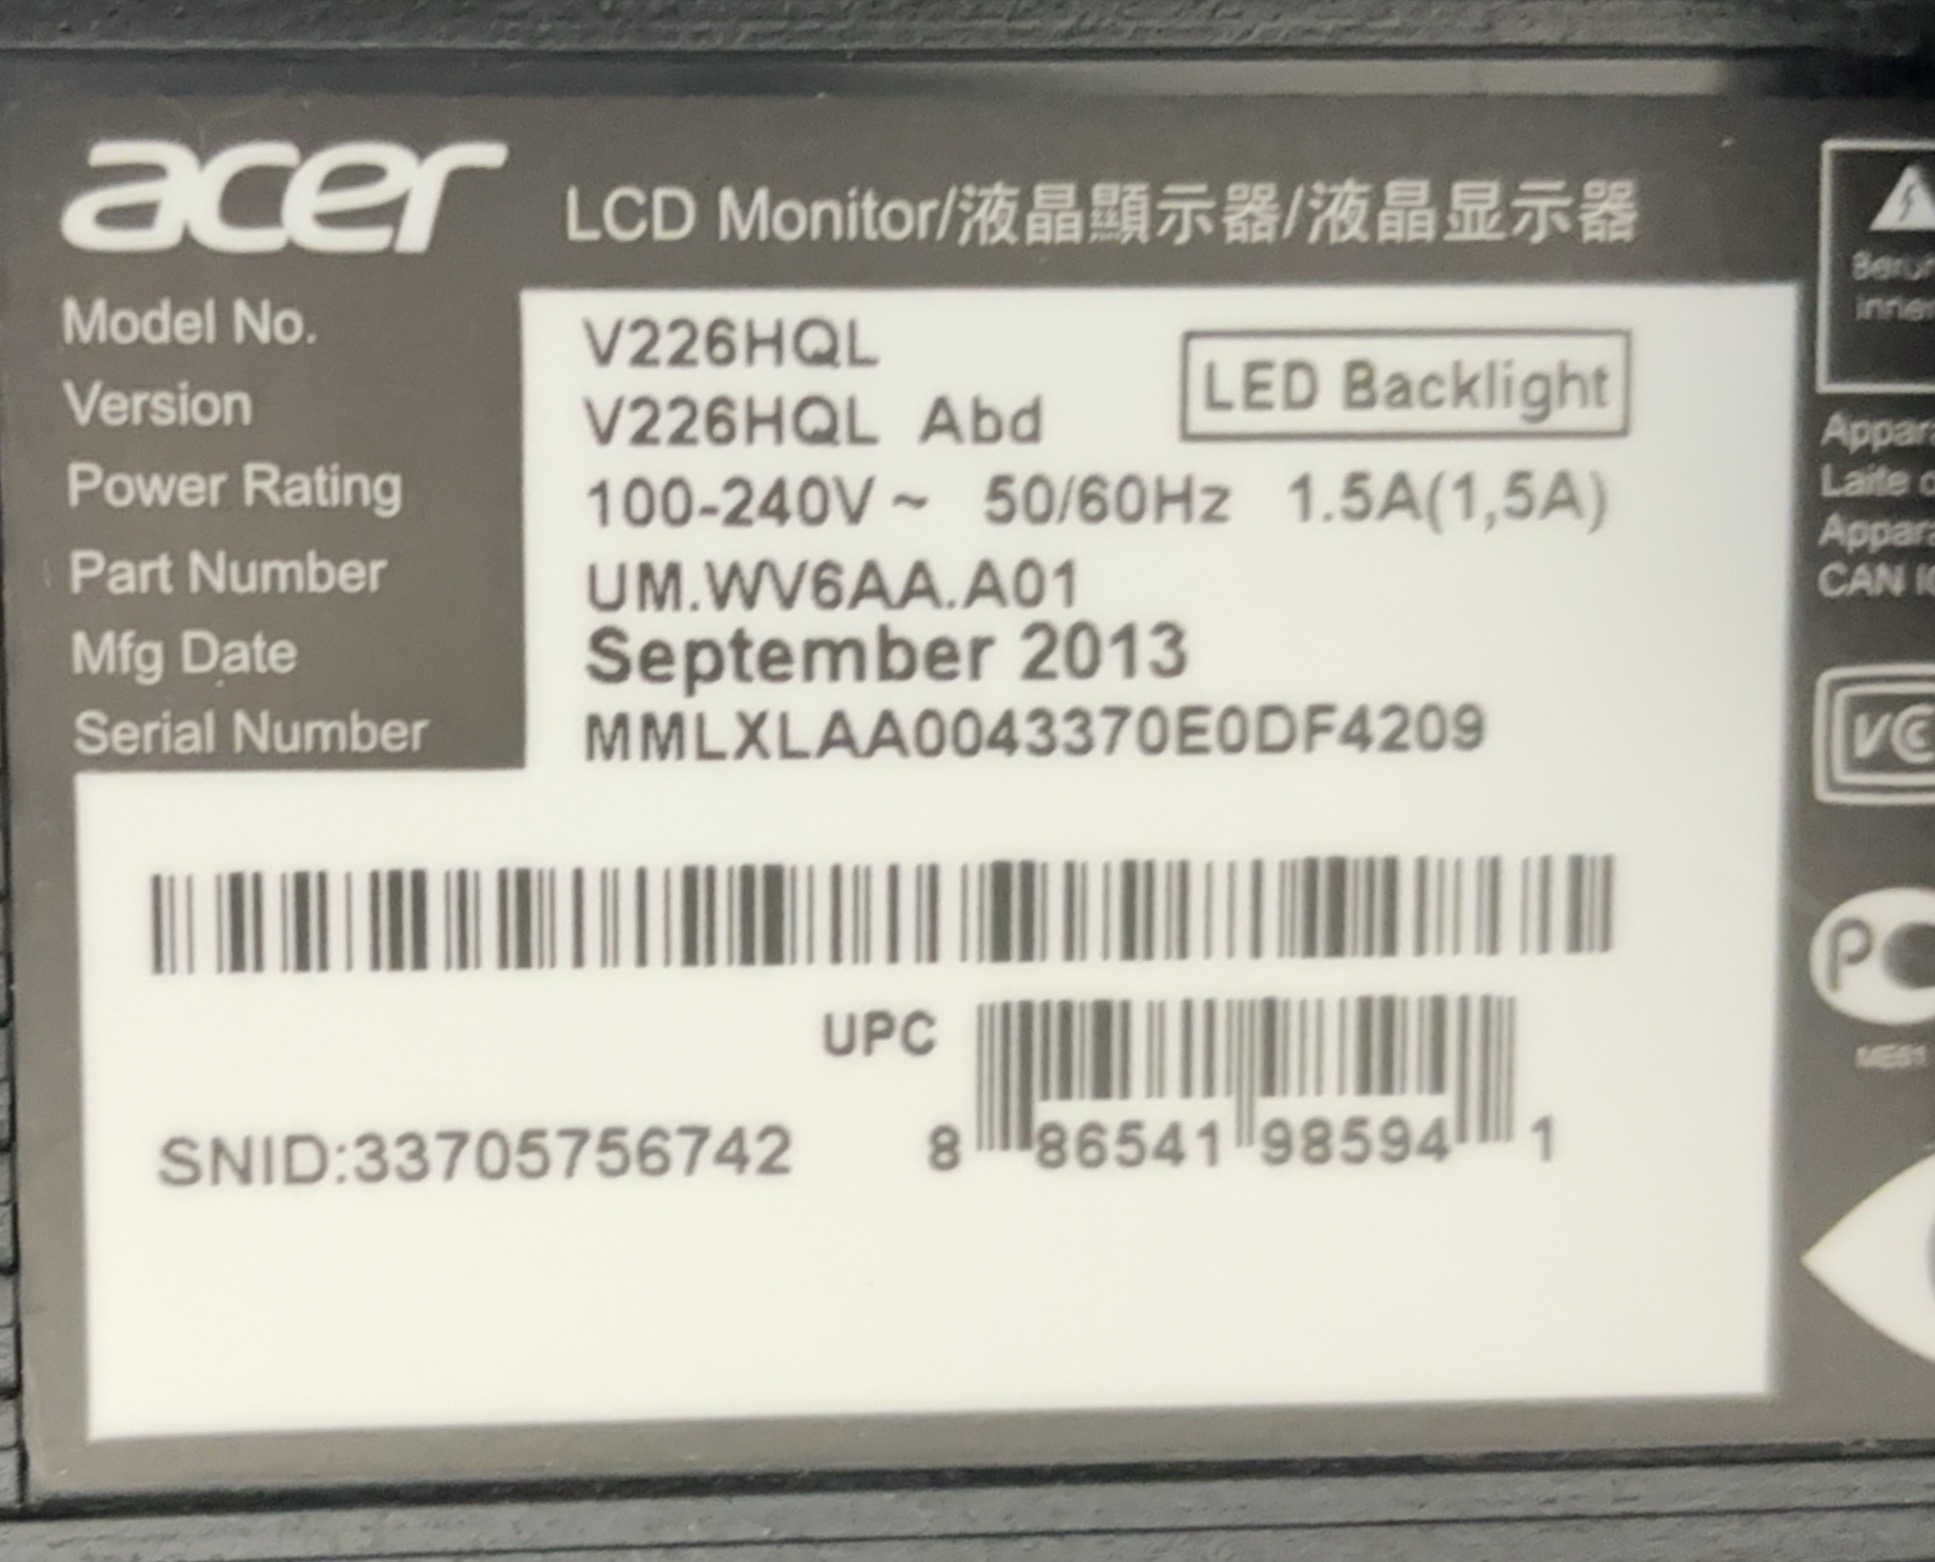 acer LCD Monitor/液晶顯示器/液晶显示器
Model No. V226HQL
Version V226HQL Abd
LED Backlight
Power Rating 100-240V~ 50/60Hz 1.5A(1,5A)
Part Number UM.WV6AA.A01
Mfg Date September 2013
Serial Number MMLXLAA0043370E0DF4209
UPC
SNID:33705756742
8 86541 98594 1
Laite
CAN